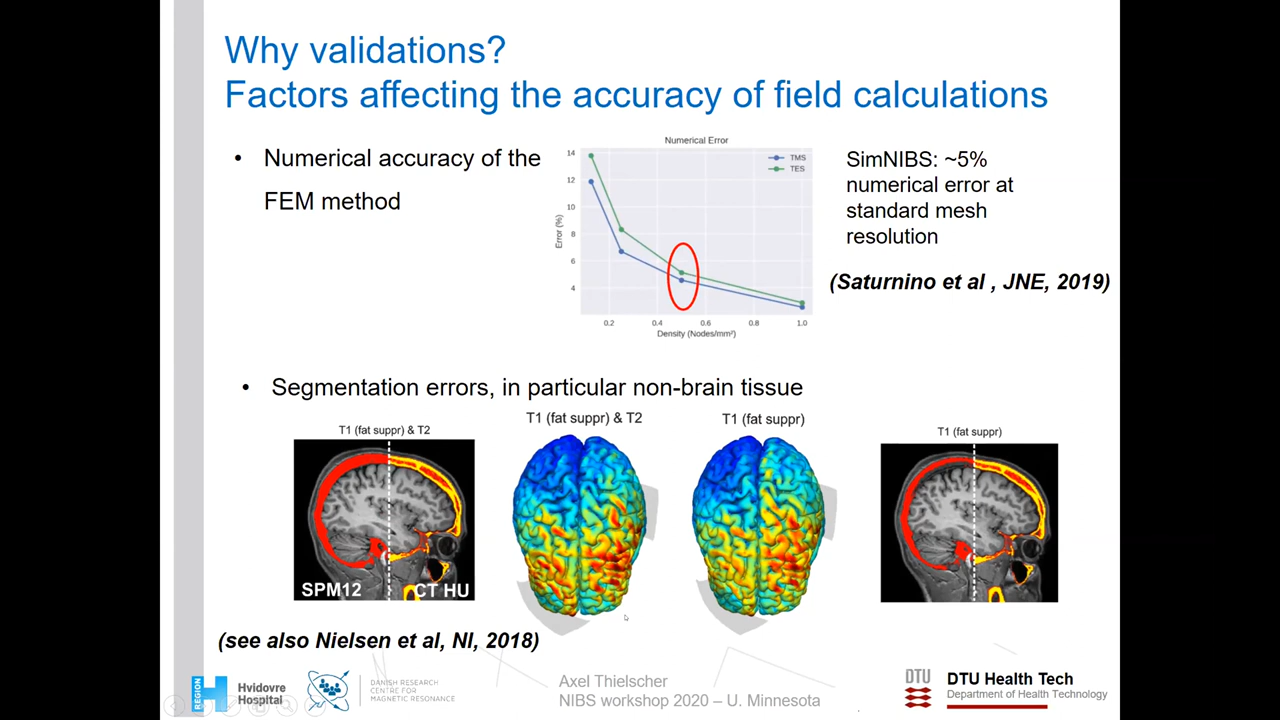 Why validations?
Factors affecting the accuracy of field calculations
• Numerical accuracy of the
FEM method
Numerical Error
14
12
10
8
6
4
Error (%)
TMS
TES
0.2 0.4 0.6 0.8 1.0
Density (Nodes/mm²)
SimNIBS: ~5%
numerical error at
standard mesh
resolution
(Saturnino et al , JNE, 2019)
• Segmentation errors, in particular non-brain tissue
T1 (fat suppr) & T2
T1 (fat suppr) & T2
T1 (fat suppr)
T1 (fat suppr)
SPM12
CT HU
(see also Nielsen et al, NI, 2018)
REGION
H
Hvidovre
Hospital
DANISH RESEARCH
CENTRE FOR
MAGNETIC RESONANCE
Axel Thielscher
NIBS workshop 2020 – U. Minnesota
DTU
DTU Health Tech
Department of Health Technology